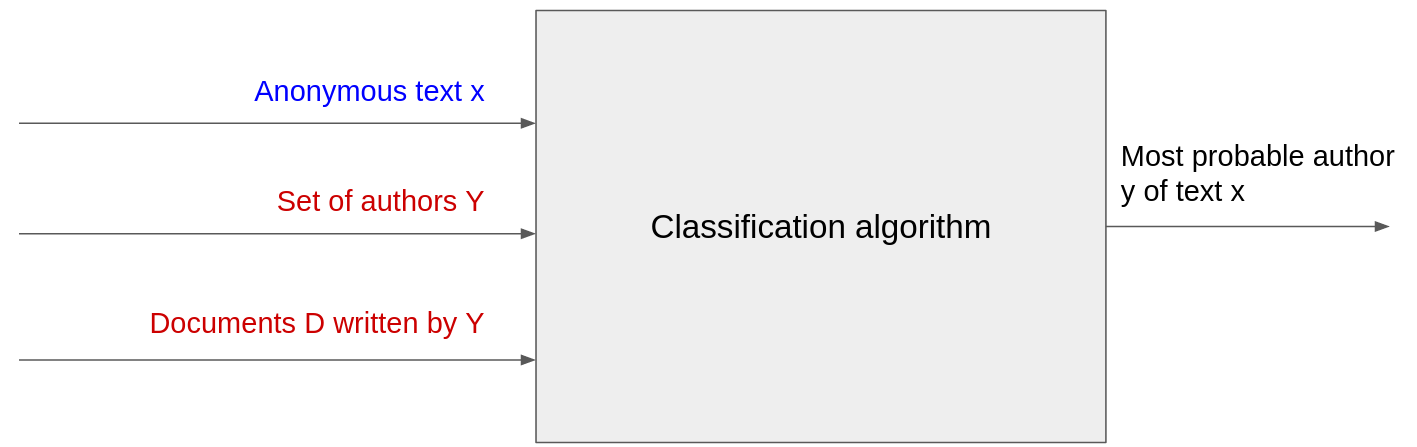 Anonymous text x
Set of authors Y
Documents D written by Y
Classification algorithm
Most probable author
y of text x